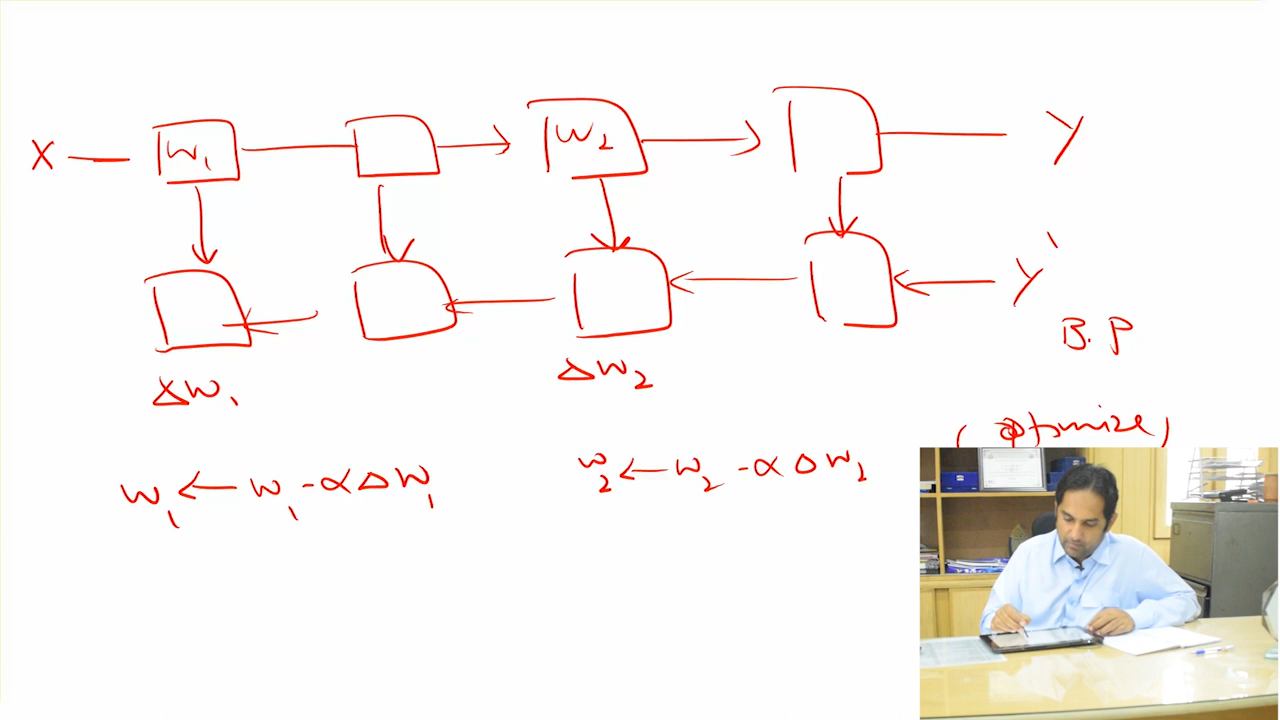 X W₁ W₂ Y
Y'
B.P
ΔW₁ ΔW₂
(optimize)
W₁ ← W₁ - αΔW₁ W₂ ← W₂ - αΔW₂